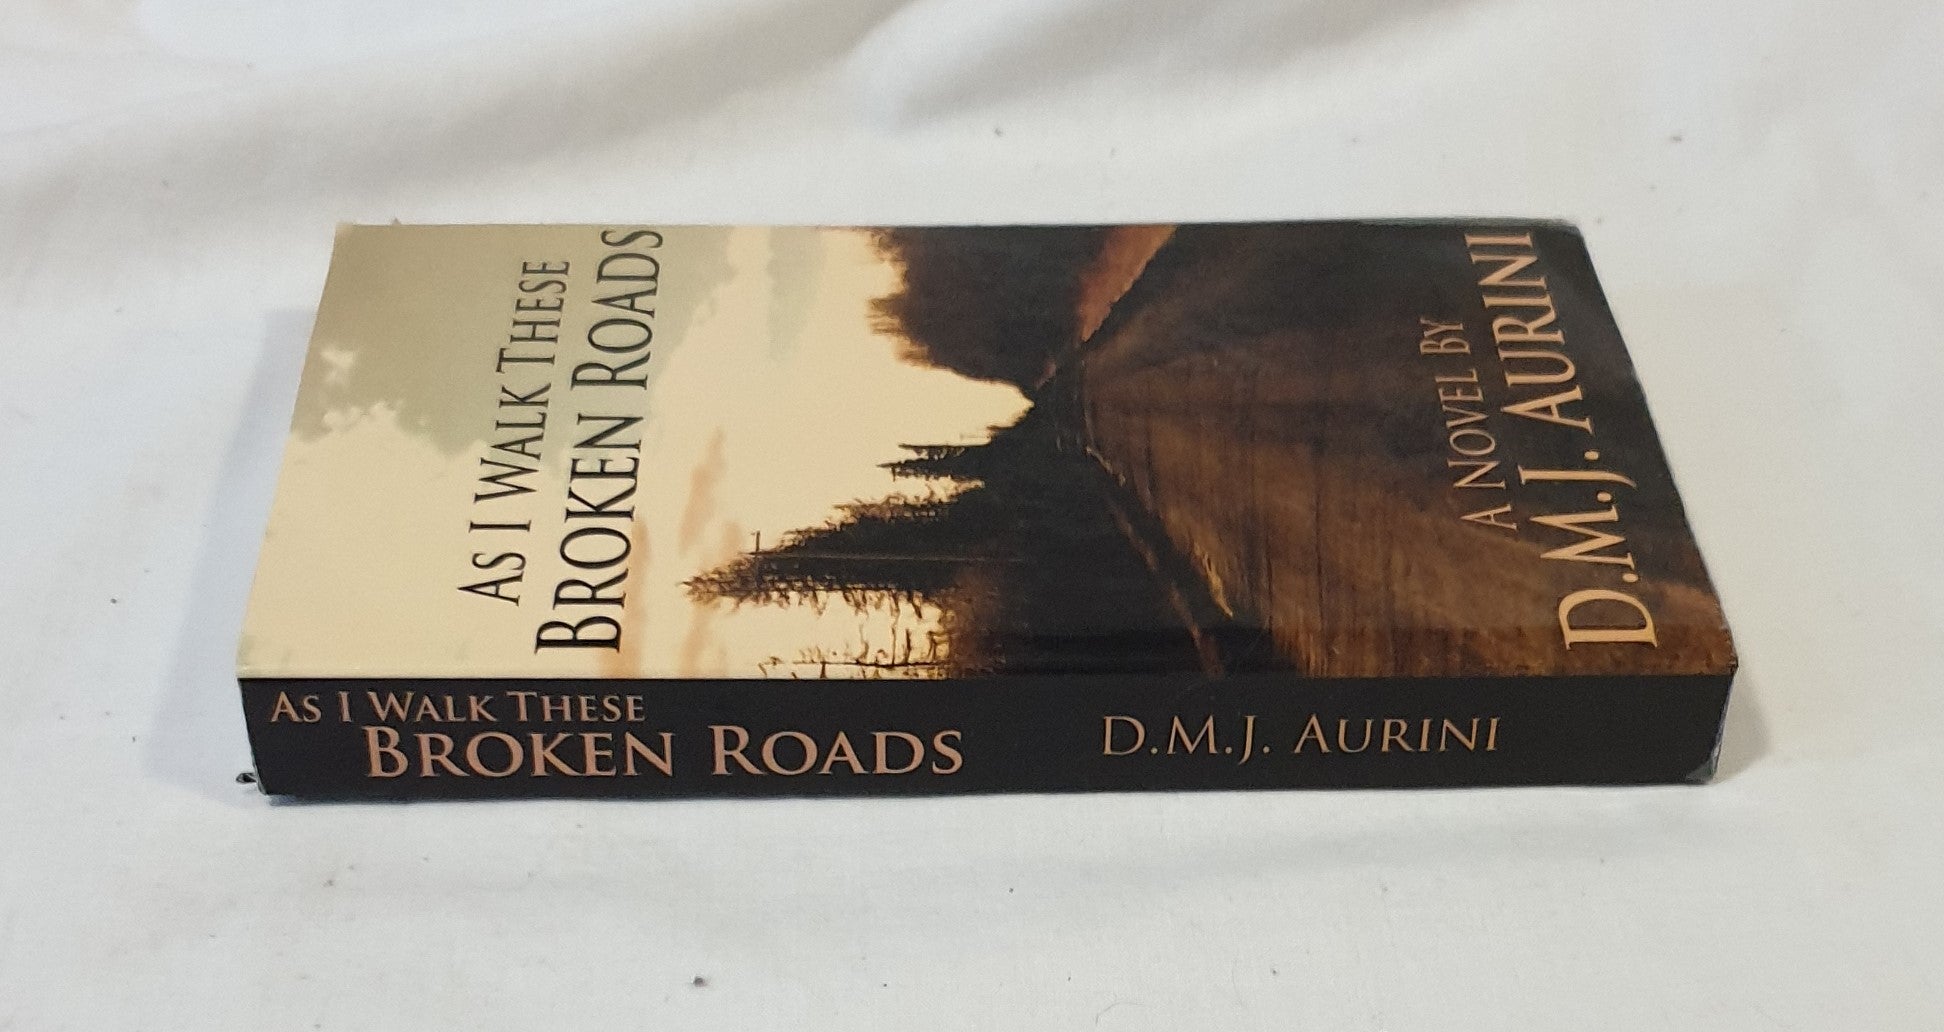 AS I WALK THESE
BROKEN ROADS
A NOVEL BY
D.M.J. AURINI
AS I WALK THESE
BROKEN ROADS
D.M.J. AURINI